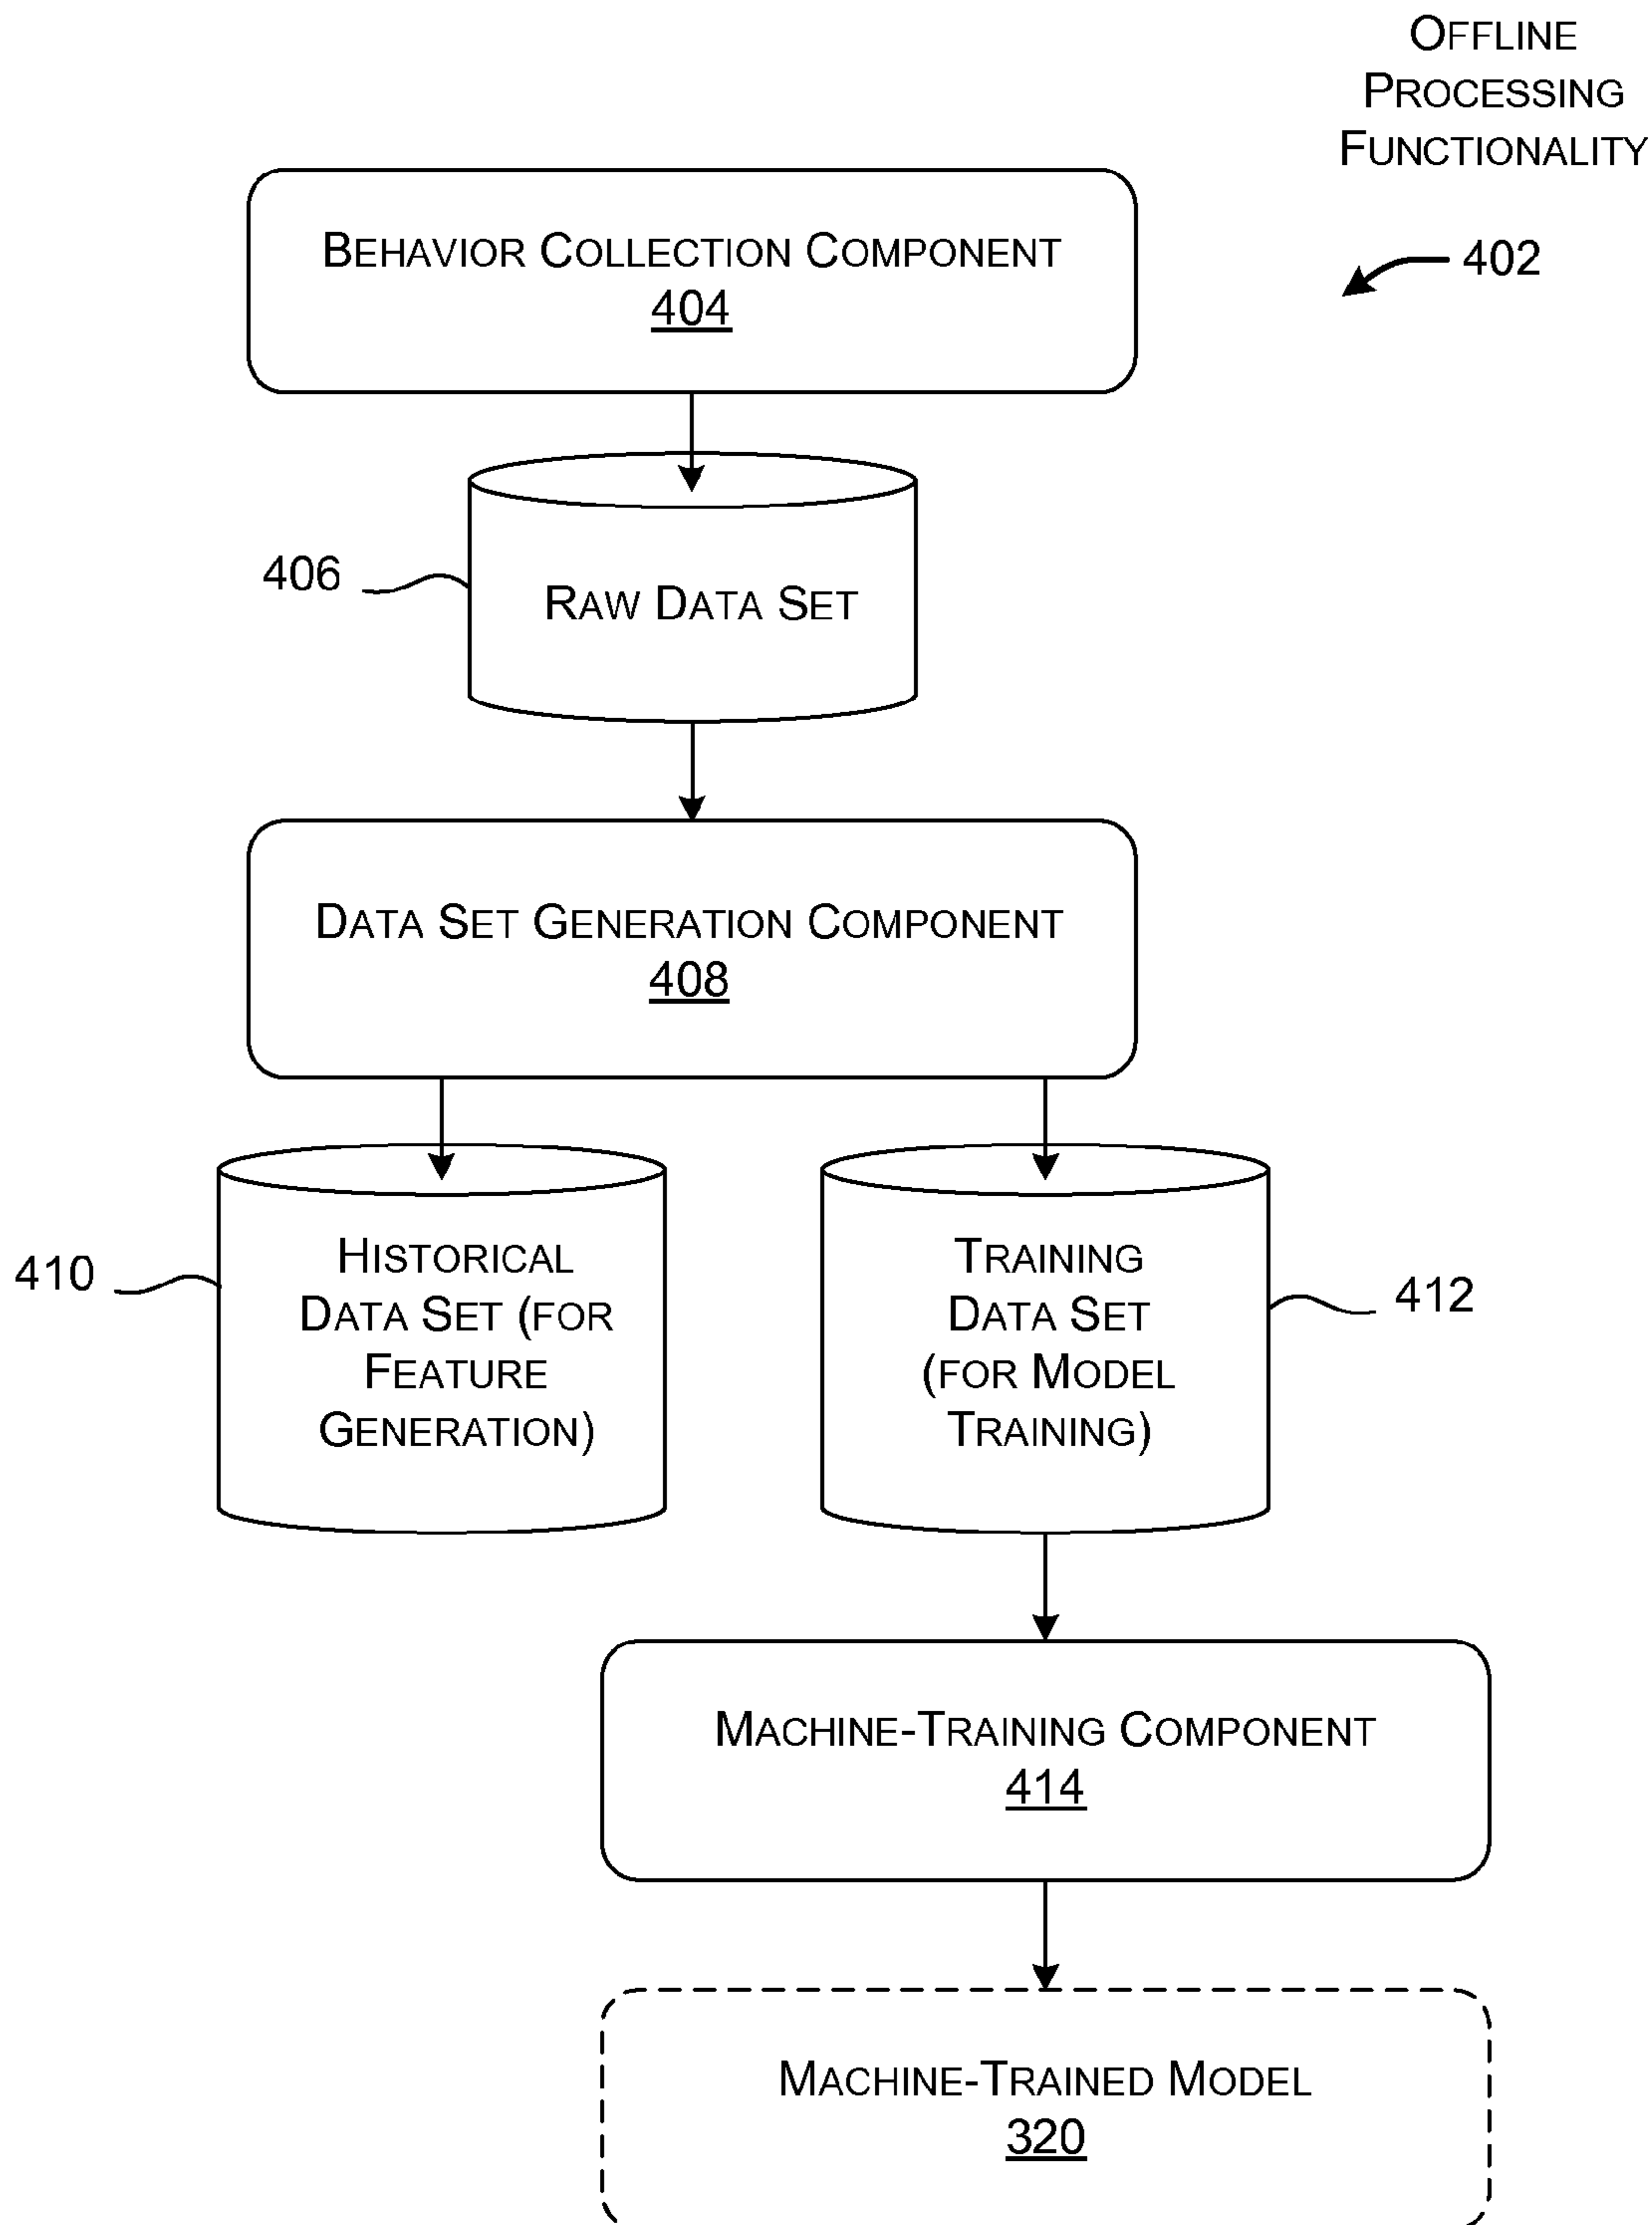 OFFLINE
PROCESSING
FUNCTIONALITY
402
BEHAVIOR COLLECTION COMPONENT
404
406
RAW DATA SET
DATA SET GENERATION COMPONENT
408
410
HISTORICAL
DATA SET (FOR
FEATURE
GENERATION)
TRAINING
DATA SET
(FOR MODEL
TRAINING)
412
MACHINE-TRAINING COMPONENT
414
MACHINE-TRAINED MODEL
320